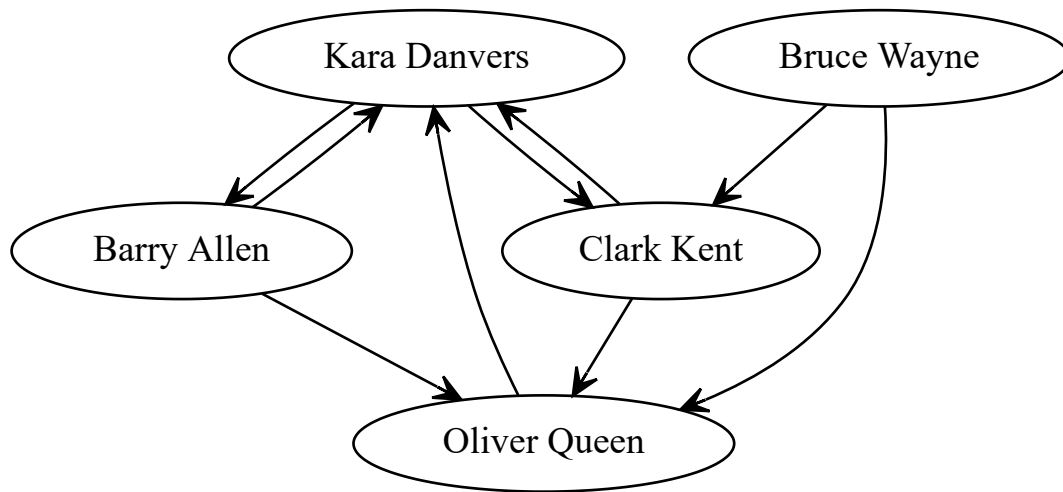 Kara Danvers
Bruce Wayne
Barry Allen
Clark Kent
Oliver Queen